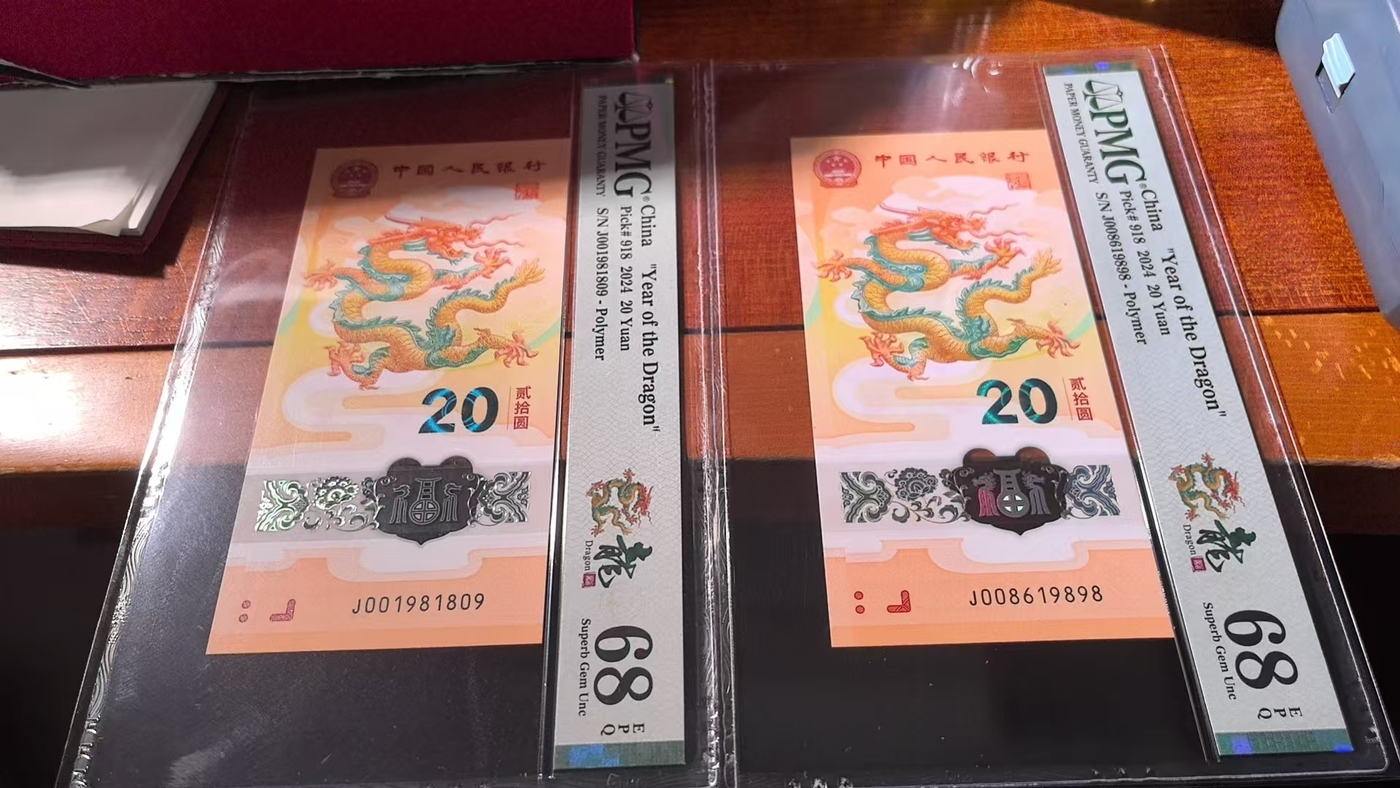 中国人民银行
20
贰拾圆
J001981809
PMG®
PAPER MONEY GUARANTY
China "Year of the Dragon"
Pick# 918 2024 20 Yuan
S/N J001981809 - Polymer
龍
Dragon
68 EPQ
Superb Gem Unc
中国人民银行
20
贰拾圆
J008619898
PMG®
PAPER MONEY GUARANTY
China "Year of the Dragon"
Pick# 918 2024 20 Yuan
S/N J008619898 - Polymer
龍
Dragon
68 EPQ
Superb Gem Unc